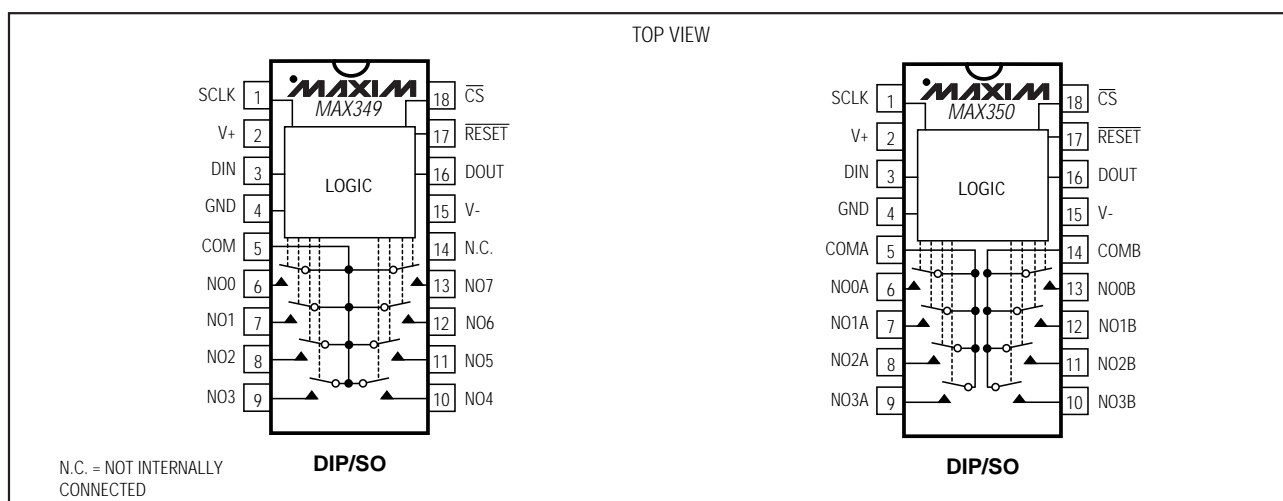 TOP VIEW
MAXIM
MAX349
SCLK 1
V+ 2
DIN 3
GND 4
COM 5
NO0 6
NO1 7
NO2 8
NO3 9
18 CS
17 RESET
16 DOUT
15 V-
14 N.C.
13 NO7
12 NO6
11 NO5
10 NO4
LOGIC
DIP/SO
N.C. = NOT INTERNALLY
CONNECTED
MAXIM
MAX350
SCLK 1
V+ 2
DIN 3
GND 4
COMA 5
NO0A 6
NO1A 7
NO2A 8
NO3A 9
18 CS
17 RESET
16 DOUT
15 V-
14 COMB
13 NO0B
12 NO1B
11 NO2B
10 NO3B
LOGIC
DIP/SO